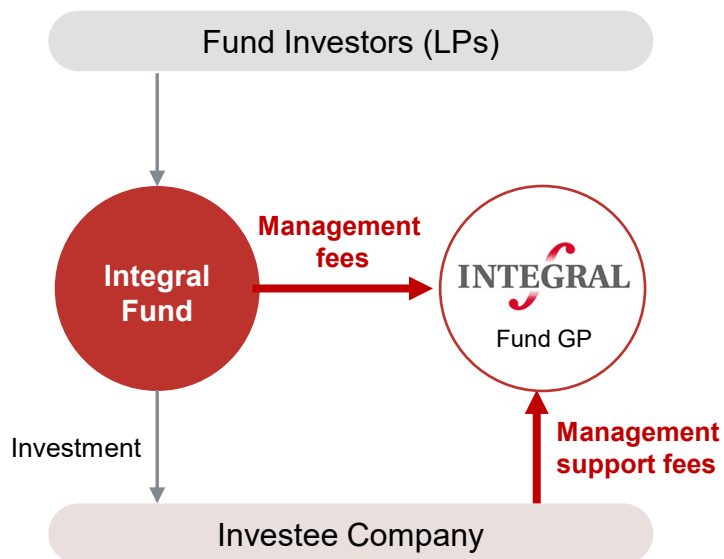 Fund Investors (LPs)
Management
fees
Integral
Fund
INTEGRAL
Fund GP
Investment
Management
support fees
Investee Company